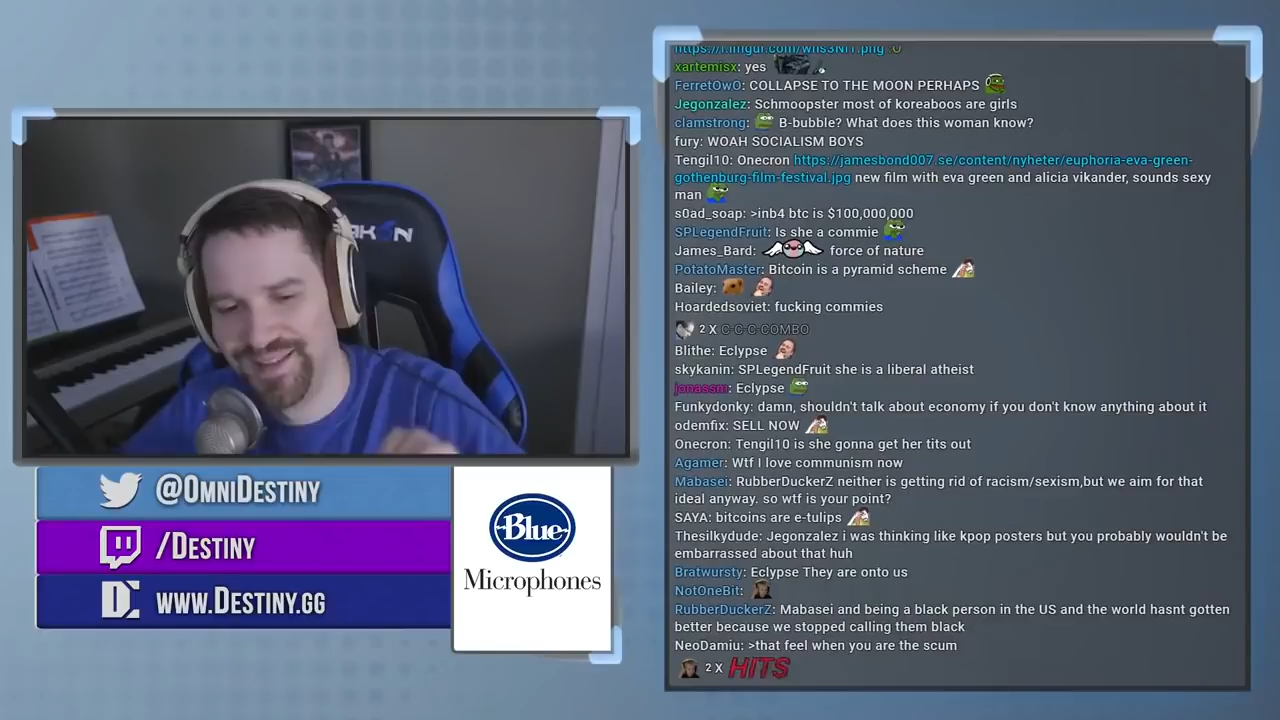 AKSN
@OmniDestiny
/Destiny
www.Destiny.gg
Blue
Microphones
xartemisx: yes
FerretOwO: COLLAPSE TO THE MOON PERHAPS
Jegonzalez: Schmoopster most of koreaboos are girls
clamstrong: B-bubble? What does this woman know?
fury: WOAH SOCIALISM BOYS
Tengil10: Onecron https://jamesbond007.se/content/nyheter/euphoria-eva-green-
gothenburg-film-festival.jpg new film with eva green and alicia vikander, sounds sexy
man
s0ad_soap: >inb4 btc is $100,000,000
SPLegendFruit: Is she a commie
James_Bard: force of nature
PotatoMaster: Bitcoin is a pyramid scheme
Bailey:
Hoardedsoviet: fucking commies
2 X C-C-C-COMBO
Blithe: Eclypse
skykanin: SPLegendFruit she is a liberal atheist
jonassm: Eclypse
Funkydonky: damn, shouldn't talk about economy if you don't know anything about it
odemfix: SELL NOW
Onecron: Tengil10 is she gonna get her tits out
Agamer: Wtf I love communism now
Mabasei: RubberDuckerZ neither is getting rid of racism/sexism,but we aim for that
ideal anyway. so wtf is your point?
SAYA: bitcoins are e-tulips
Thesilkydude: Jegonzalez i was thinking like kpop posters but you probably wouldn't be
embarrassed about that huh
Bratwursty: Eclypse They are onto us
NotOneBit:
RubberDuckerZ: Mabasei and being a black person in the US and the world hasnt gotten
better because we stopped calling them black
NeoDamiu: >that feel when you are the scum
2 X HITS